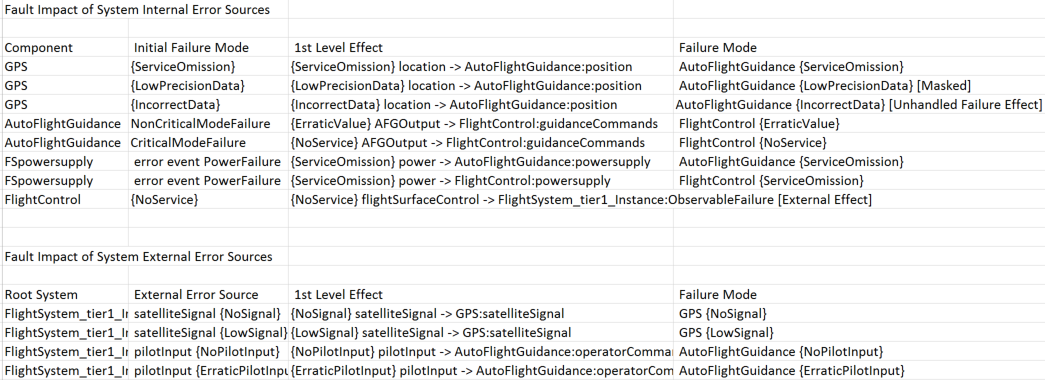 Fault Impact of System Internal Error Sources
Component Initial Failure Mode 1st Level Effect Failure Mode
GPS {ServiceOmission} {ServiceOmission} location -> AutoFlightGuidance:position AutoFlightGuidance {ServiceOmission}
GPS {LowPrecisionData} {LowPrecisionData} location -> AutoFlightGuidance:position AutoFlightGuidance {LowPrecisionData} [Masked]
GPS {IncorrectData} {IncorrectData} location -> AutoFlightGuidance:position AutoFlightGuidance {IncorrectData} [Unhandled Failure Effect]
AutoFlightGuidance NonCriticalModeFailure {ErraticValue} AFGOutput -> FlightControl:guidanceCommands FlightControl {ErraticValue}
AutoFlightGuidance CriticalModeFailure {NoService} AFGOutput -> FlightControl:guidanceCommands FlightControl {NoService}
FSpowersupply error event PowerFailure {ServiceOmission} power -> AutoFlightGuidance:powersupply AutoFlightGuidance {ServiceOmission}
FSpowersupply error event PowerFailure {ServiceOmission} power -> FlightControl:powersupply FlightControl {ServiceOmission}
FlightControl {NoService} {NoService} flightSurfaceControl -> FlightSystem_tier1_Instance:ObservableFailure [External Effect]
Fault Impact of System External Error Sources
Root System External Error Source 1st Level Effect Failure Mode
FlightSystem_tier1_I satelliteSignal {NoSignal} {NoSignal} satelliteSignal -> GPS:satelliteSignal GPS {NoSignal}
FlightSystem_tier1_I satelliteSignal {LowSignal} {LowSignal} satelliteSignal -> GPS:satelliteSignal GPS {LowSignal}
FlightSystem_tier1_I pilotInput {NoPilotInput} {NoPilotInput} pilotInput -> AutoFlightGuidance:operatorComma AutoFlightGuidance {NoPilotInput}
FlightSystem_tier1_I pilotInput {ErraticPilotInpu {ErraticPilotInput} pilotInput -> AutoFlightGuidance:operatorCom AutoFlightGuidance {ErraticPilotInput}